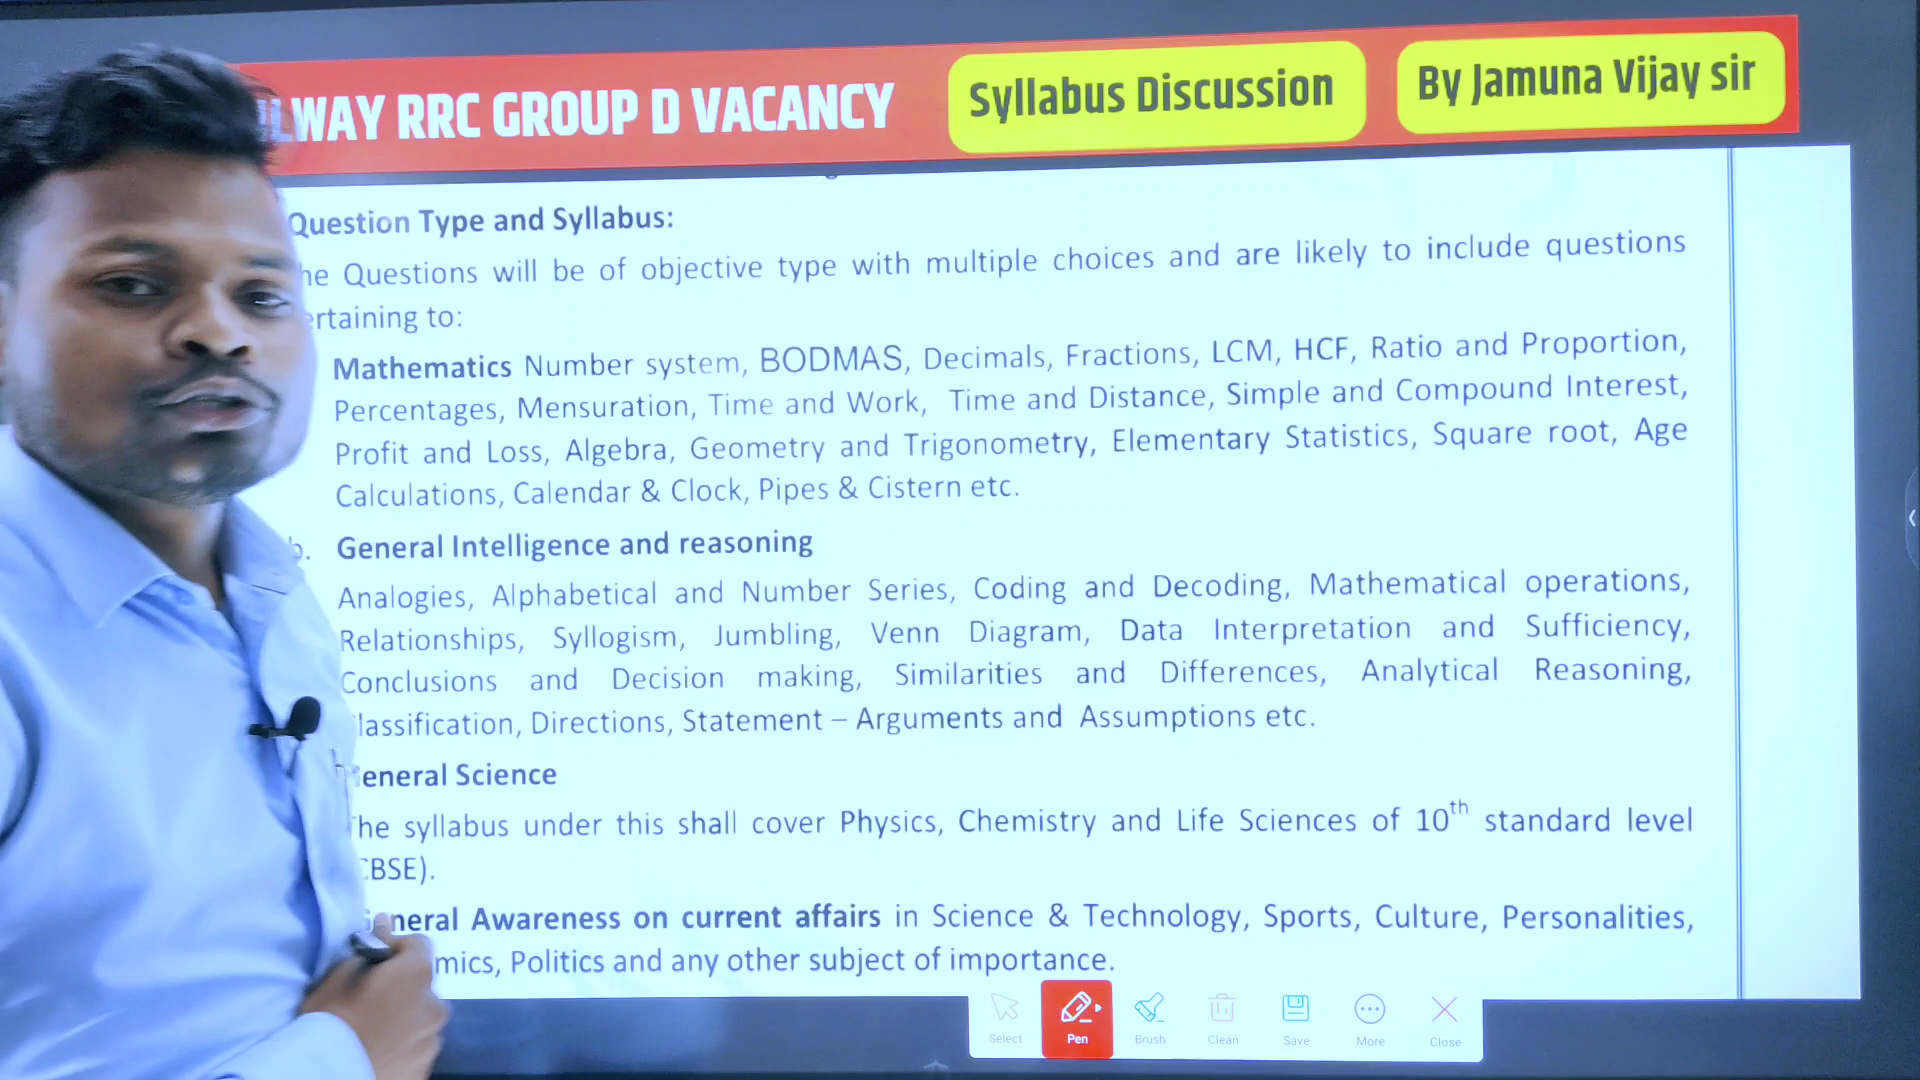 LWAY RRC GROUP D VACANCY
Syllabus Discussion
By Jamuna Vijay sir
Question Type and Syllabus:
he Questions will be of objective type with multiple choices and are likely to include questions
ertaining to:
Mathematics Number system, BODMAS, Decimals, Fractions, LCM, HCF, Ratio and Proportion,
Percentages, Mensuration, Time and Work, Time and Distance, Simple and Compound Interest,
Profit and Loss, Algebra, Geometry and Trigonometry, Elementary Statistics, Square root, Age
Calculations, Calendar & Clock, Pipes & Cistern etc.
b. General Intelligence and reasoning
Analogies, Alphabetical and Number Series, Coding and Decoding, Mathematical operations,
Relationships, Syllogism, Jumbling, Venn Diagram, Data Interpretation and Sufficiency,
Conclusions and Decision making, Similarities and Differences, Analytical Reasoning,
lassification, Directions, Statement – Arguments and Assumptions etc.
eneral Science
he syllabus under this shall cover Physics, Chemistry and Life Sciences of 10th standard level
CBSE).
General Awareness on current affairs in Science & Technology, Sports, Culture, Personalities,
mics, Politics and any other subject of importance.
Select Pen Brush Clean Save More Close